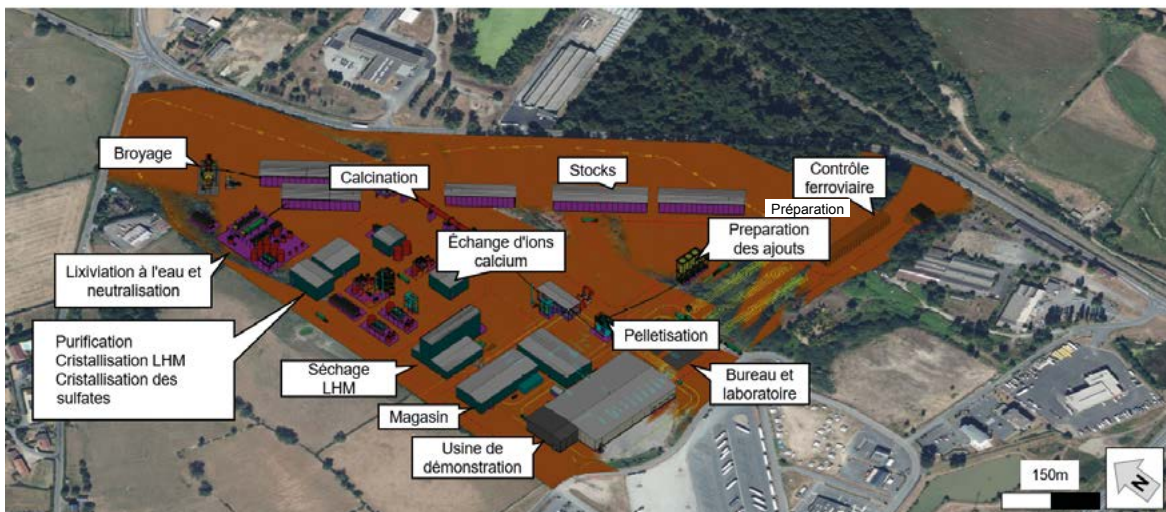 Broyage
Calcination
Stocks
Contrôle
ferroviaire
Préparation
Preparation
des ajouts
Échange d'ions
calcium
Lixiviation à l'eau et
neutralisation
Purification
Cristallisation LHM
Cristallisation des
sulfates
Séchage
LHM
Magasin
Usine de
démonstration
Pelletisation
Bureau et
laboratoire
150m
N